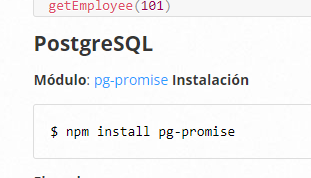 getEmployee(101)
PostgreSQL
Módulo: pg-promise Instalación
$ npm install pg-promise